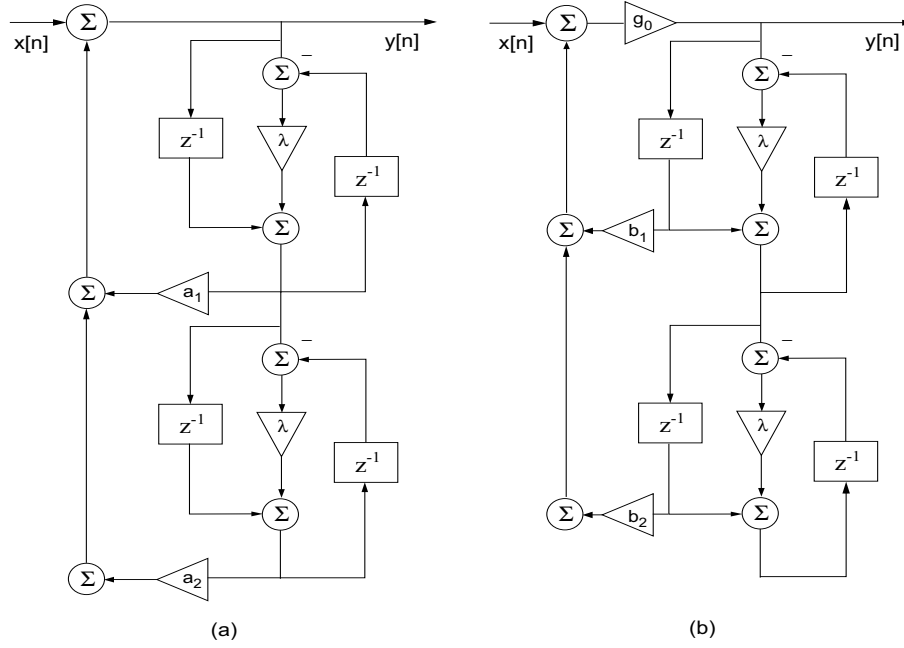 Σ
Σ
g₀
x[n]
y[n]
x[n]
y[n]
–
–
Σ
Σ
z⁻¹
λ
z⁻¹
z⁻¹
λ
z⁻¹
Σ
Σ
b₁
Σ
Σ
a₁
–
–
Σ
Σ
z⁻¹
λ
z⁻¹
z⁻¹
λ
z⁻¹
Σ
Σ
b₂
Σ
Σ
a₂
(a)
(b)